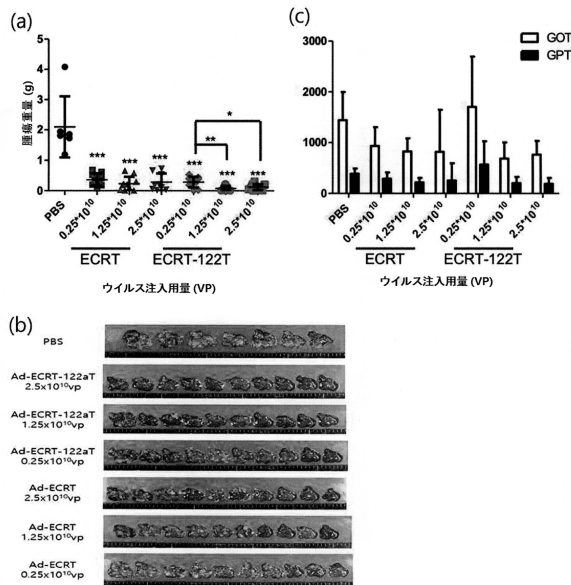 (a)
腫瘍重量 (g)
5
4
3
2
1
0
***
***
***
***
**
***
*
***
PBS
0.25*10^10
1.25*10^10
2.5*10^10
0.25*10^10
1.25*10^10
2.5*10^10
ECRT
ECRT-122T
ウイルス注入用量 (VP)
(c)
GOT
GPT
3000
2000
1000
0
PBS
0.25*10^10
1.25*10^10
2.5*10^10
0.25*10^10
1.25*10^10
2.5*10^10
ECRT
ECRT-122T
ウイルス注入用量 (VP)
(b)
PBS
Ad-ECRT-122aT
2.5x10^10vp
Ad-ECRT-122aT
1.25x10^10vp
Ad-ECRT-122aT
0.25x10^10vp
Ad-ECRT
2.5x10^10vp
Ad-ECRT
1.25x10^10vp
Ad-ECRT
0.25x10^10vp